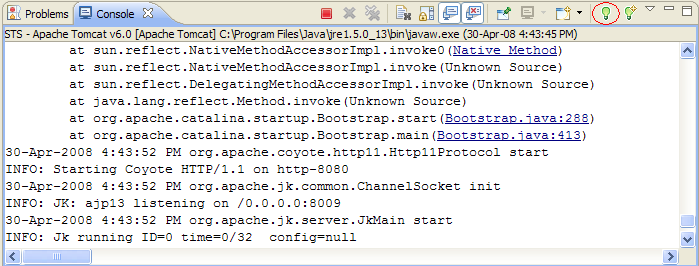 Problems Console
STS - Apache Tomcat v6.0 [Apache Tomcat] C:\Program Files\Java\jre1.5.0_13\bin\javaw.exe (30-Apr-08 4:43:45 PM)
at sun.reflect.NativeMethodAccessorImpl.invoke0(Native Method)
at sun.reflect.NativeMethodAccessorImpl.invoke(Unknown Source)
at sun.reflect.DelegatingMethodAccessorImpl.invoke(Unknown Source)
at java.lang.reflect.Method.invoke(Unknown Source)
at org.apache.catalina.startup.Bootstrap.start(Bootstrap.java:288)
at org.apache.catalina.startup.Bootstrap.main(Bootstrap.java:413)
30-Apr-2008 4:43:52 PM org.apache.coyote.http11.Http11Protocol start
INFO: Starting Coyote HTTP/1.1 on http-8080
30-Apr-2008 4:43:52 PM org.apache.jk.common.ChannelSocket init
INFO: JK: ajp13 listening on /0.0.0.0:8009
30-Apr-2008 4:43:52 PM org.apache.jk.server.JkMain start
INFO: Jk running ID=0 time=0/32  config=null